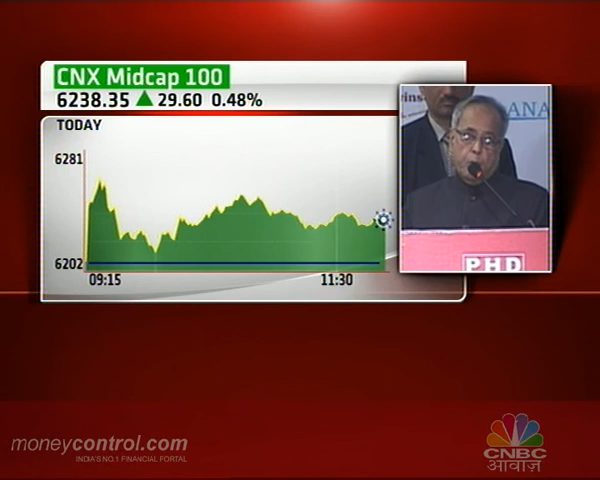 CNX Midcap 100
6238.35 29.60 0.48%
TODAY
6281
6202
09:15 11:30
ANA
PHD
moneycontrol.com
INDIA'S NO.1 FINANCIAL PORTAL
CNBC
आवाज़